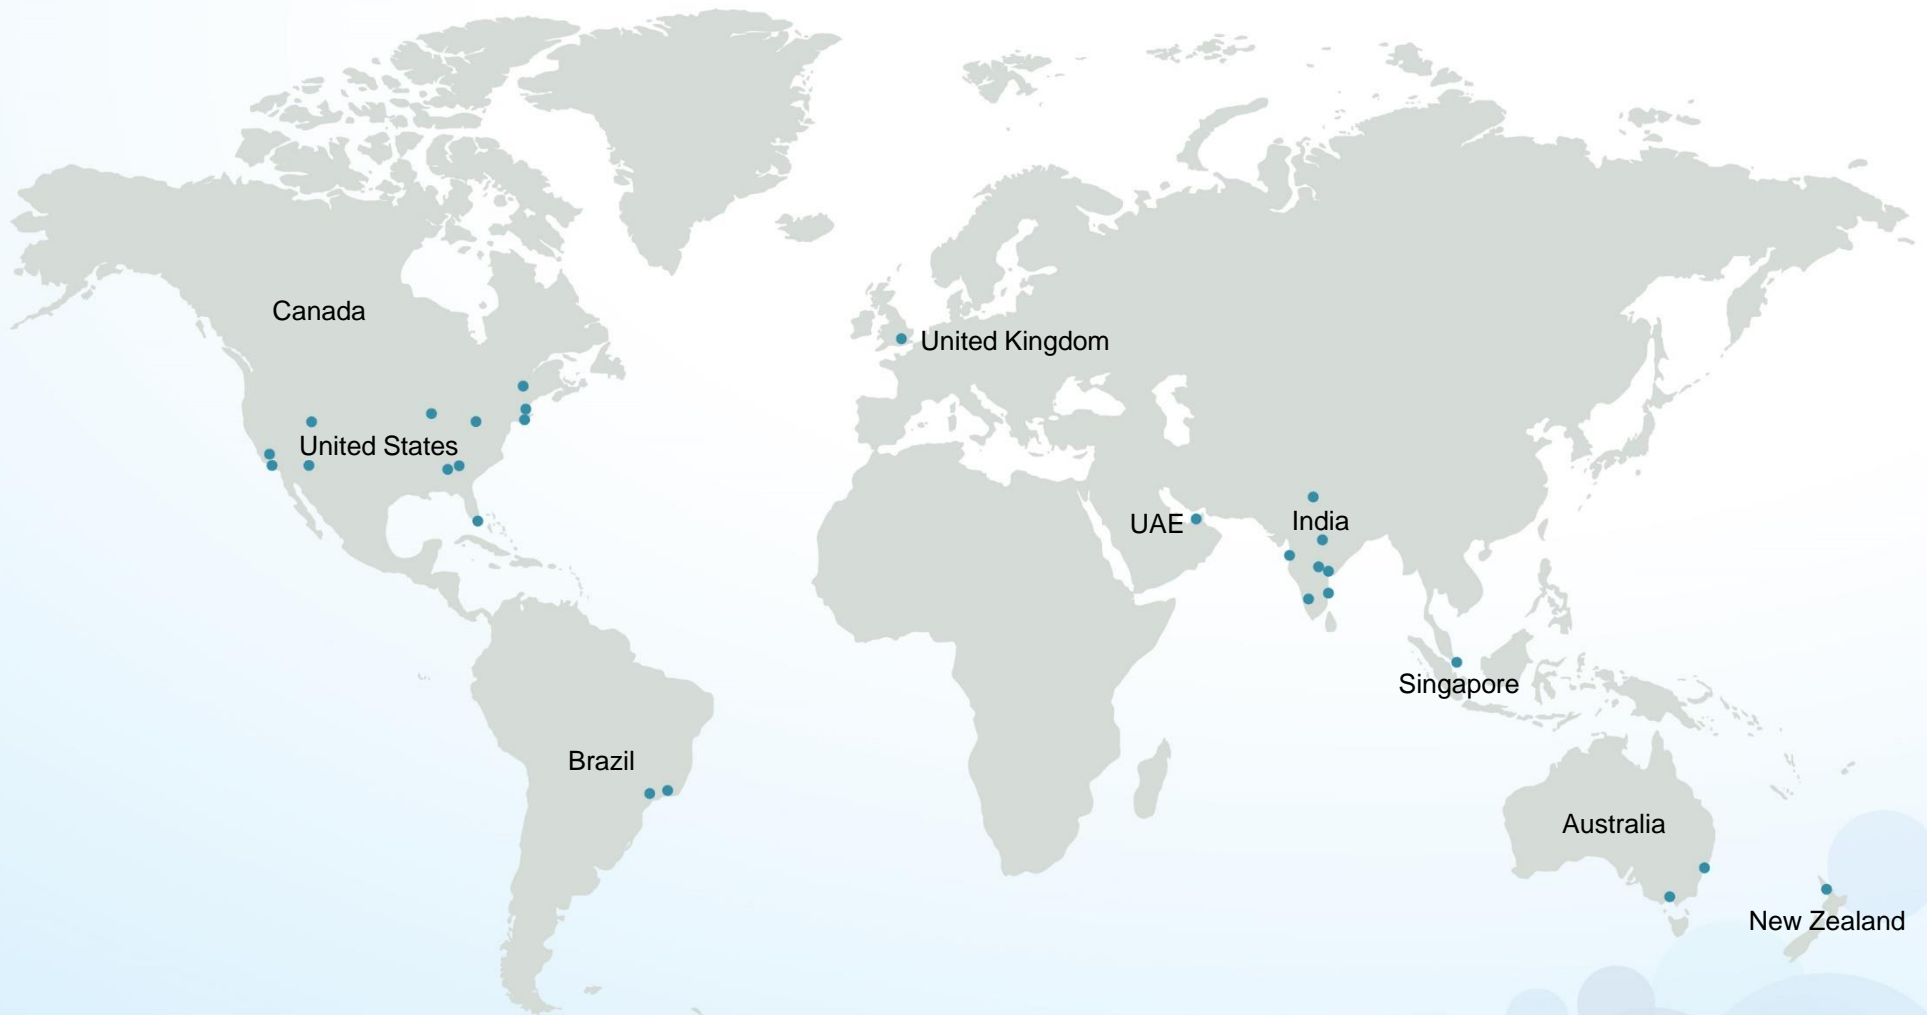 Canada
United Kingdom
United States
UAE
India
Singapore
Brazil
Australia
New Zealand